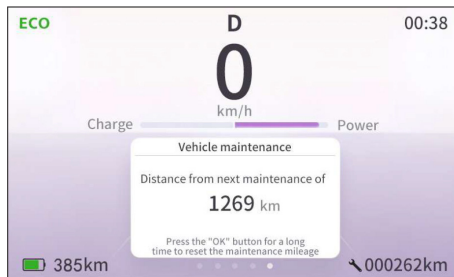 ECO
D
00:38
0
km/h
Charge
Power
Vehicle maintenance
Distance from next maintenance of
1269 km
Press the "OK" button for a long
time to reset the maintenance mileage
385km
000262km